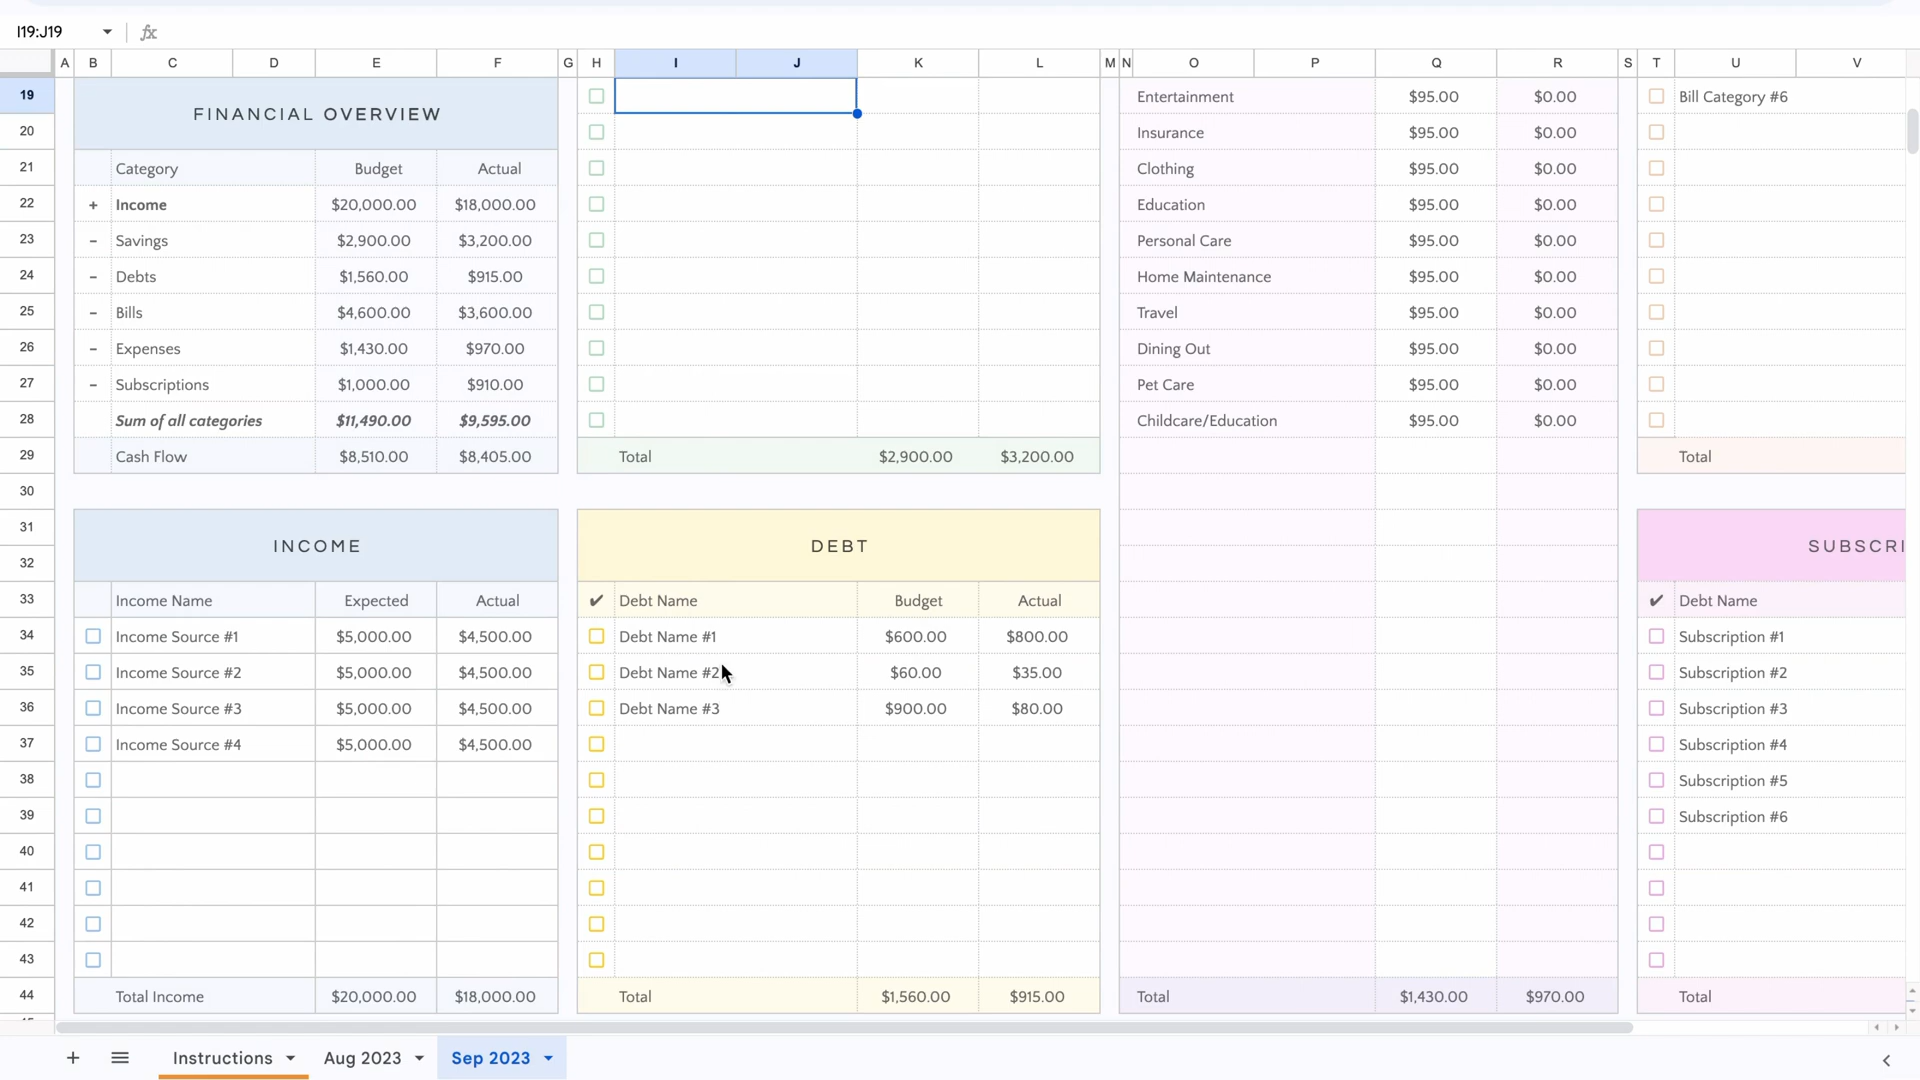 I19:J19 fx
A B C D E F G H I J K L M N O P Q R S T U V
19 Entertainment $95.00 $0.00 Bill Category #6
FINANCIAL OVERVIEW
20 Insurance $95.00 $0.00
21 Category Budget Actual Clothing $95.00 $0.00
22 + Income $20,000.00 $18,000.00 Education $95.00 $0.00
23 – Savings $2,900.00 $3,200.00 Personal Care $95.00 $0.00
24 – Debts $1,560.00 $915.00 Home Maintenance $95.00 $0.00
25 – Bills $4,600.00 $3,600.00 Travel $95.00 $0.00
26 – Expenses $1,430.00 $970.00 Dining Out $95.00 $0.00
27 – Subscriptions $1,000.00 $910.00 Pet Care $95.00 $0.00
28 Sum of all categories $11,490.00 $9,595.00 Childcare/Education $95.00 $0.00
29 Cash Flow $8,510.00 $8,405.00 Total $2,900.00 $3,200.00 Total
30
31
INCOME DEBT SUBSCRI
32
33 Income Name Expected Actual ✔ Debt Name Budget Actual ✔ Debt Name
34 Income Source #1 $5,000.00 $4,500.00 Debt Name #1 $600.00 $800.00 Subscription #1
35 Income Source #2 $5,000.00 $4,500.00 Debt Name #2 $60.00 $35.00 Subscription #2
36 Income Source #3 $5,000.00 $4,500.00 Debt Name #3 $900.00 $80.00 Subscription #3
37 Income Source #4 $5,000.00 $4,500.00 Subscription #4
38 Subscription #5
39 Subscription #6
40
41
42
43
44 Total Income $20,000.00 $18,000.00 Total $1,560.00 $915.00 Total $1,430.00 $970.00 Total
+ Instructions Aug 2023 Sep 2023